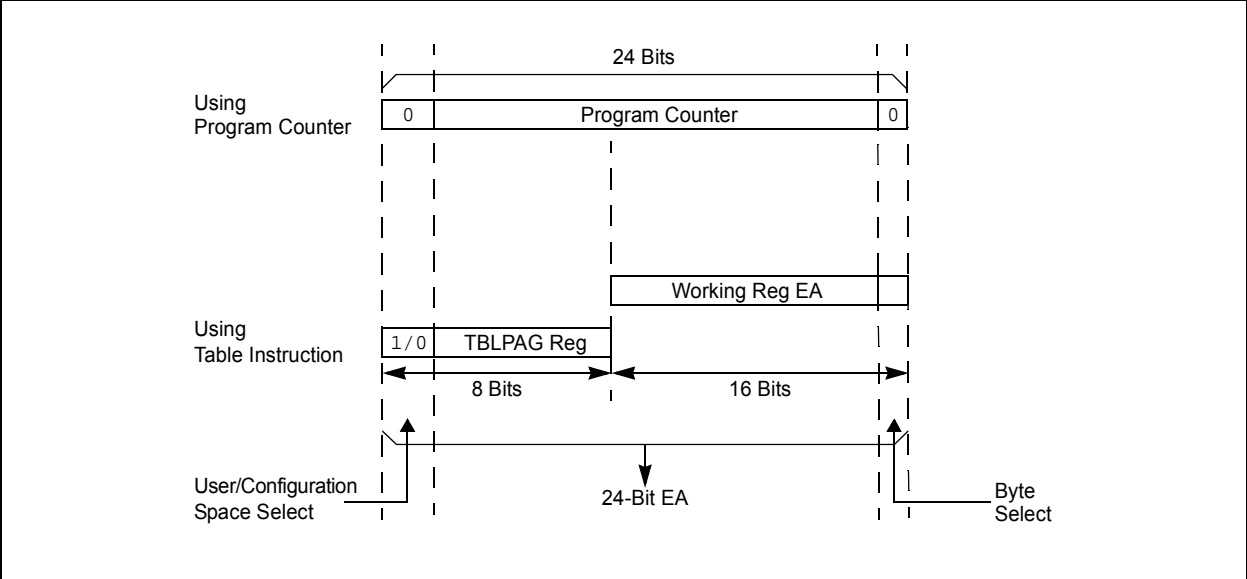 24 Bits
Using
Program Counter
0
Program Counter
0
Working Reg EA
Using
Table Instruction
1/0
TBLPAG Reg
8 Bits
16 Bits
User/Configuration
Space Select
24-Bit EA
Byte
Select